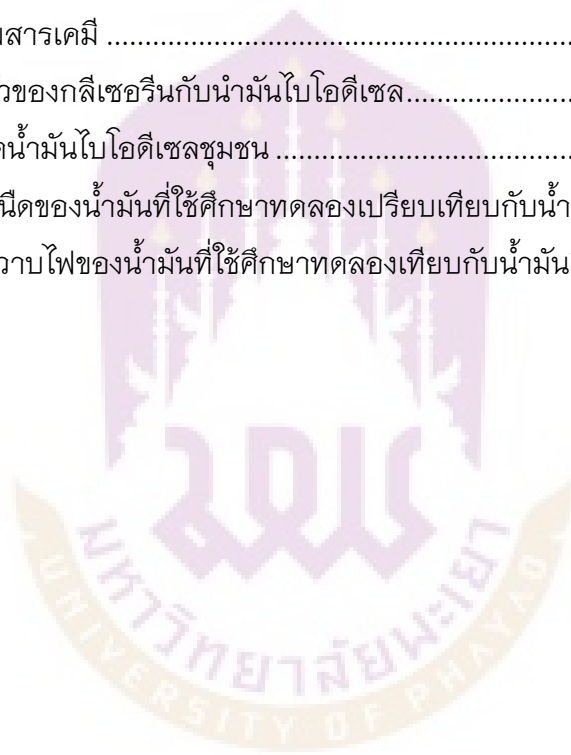 สารเคมี ................................................................
ของกลีเซอรีนกับน้ำมันไบโอดีเซล......................
น้ำมันไบโอดีเซลชุมชน .......................................
หนืดของน้ำมันที่ใช้ศึกษาทดลองเปรียบเทียบกับน้ำ
วาบไฟของน้ำมันที่ใช้ศึกษาทดลองเทียบกับน้ำมัน
มหาวิทยาลัยพะเยา
UNIVERSITY OF PHAYAO